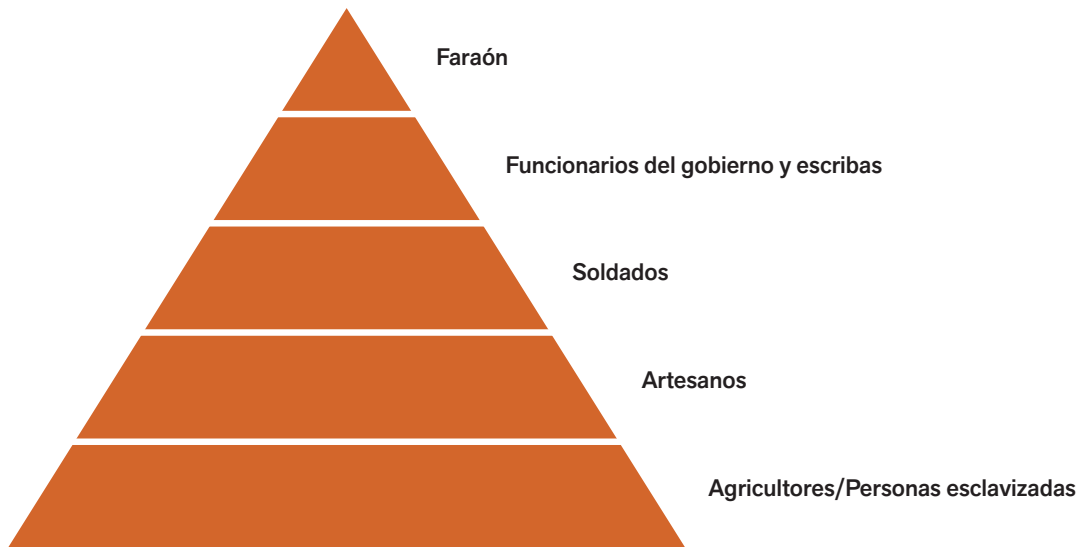 Faraón
Funcionarios del gobierno y escribas
Soldados
Artesanos
Agricultores/Personas esclavizadas